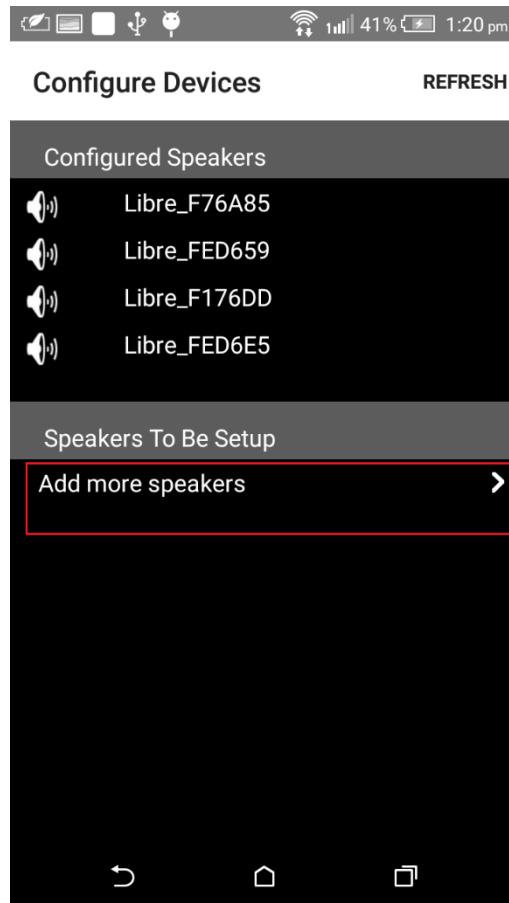 41% 1:20 pm
Configure Devices REFRESH
Configured Speakers
Libre_F76A85
Libre_FED659
Libre_F176DD
Libre_FED6E5
Speakers To Be Setup
Add more speakers